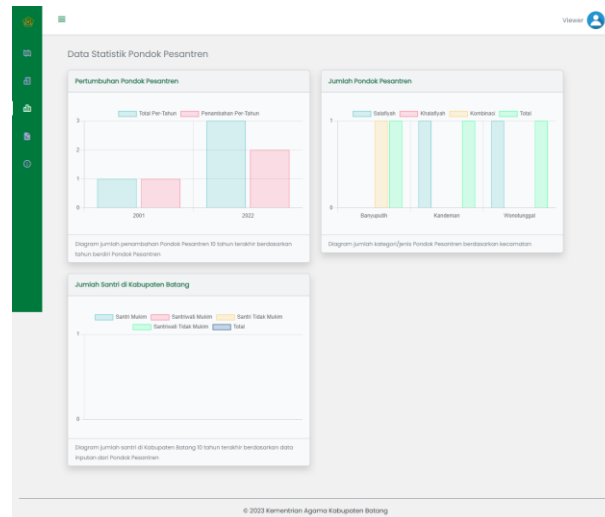 Viewer
Data Statistik Pondok Pesantren
Pertumbuhan Pondok Pesantren
Total Per-Tahun Penambahan Per-Tahun
3
2
1
0
2001 2022
Diagram jumlah penambahan Pondok Pesantren 10 tahun terakhir berdasarkan
tahun berdiri Pondok Pesantren
Jumlah Pondok Pesantren
Salafiyah Khalafiyah Kombinasi Total
1
0
Banyuputih Kandeman Wonotunggal
Diagram jumlah kategori/jenis Pondok Pesantren berdasarkan kecamatan
Jumlah Santri di Kabupaten Batang
Santri Mukim Santriwati Mukim Santri Tidak Mukim
Santriwati Tidak Mukim Total
1
0
Diagram jumlah santri di Kabupaten Batang 10 tahun terakhir berdasarkan data
inputan dari Pondok Pesantren
© 2023 Kementrian Agama Kabupaten Batang